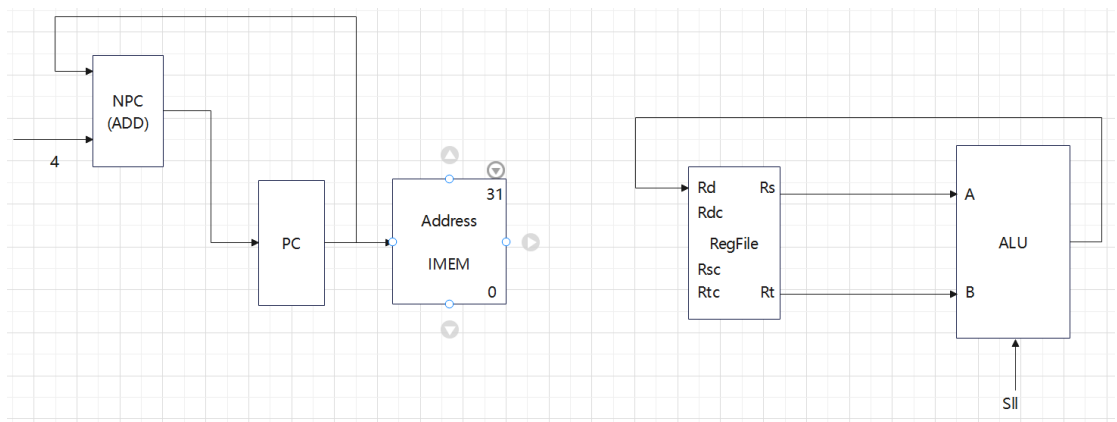 NPC
(ADD)
4
PC
31
Address
IMEM
0
Rd
Rs
Rdc
RegFile
Rsc
Rtc
Rt
A
ALU
B
Sll